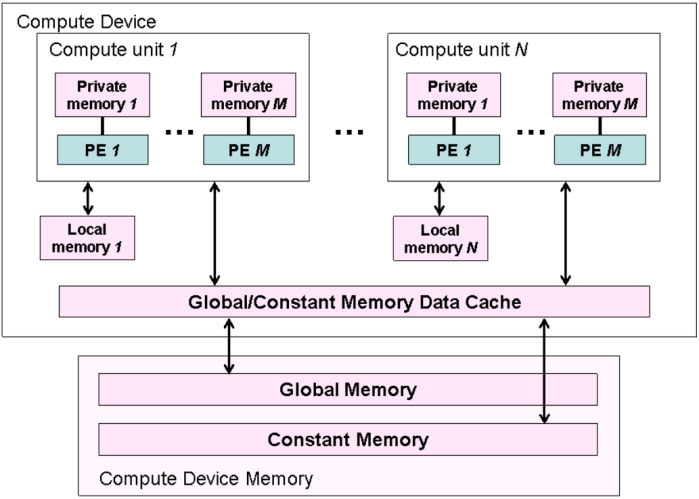 Compute Device
Compute unit 1
Compute unit N
Private
memory 1
Private
memory M
Private
memory 1
Private
memory M
...
...
...
PE 1
PE M
PE 1
PE M
Local
memory 1
Local
memory N
Global/Constant Memory Data Cache
Global Memory
Constant Memory
Compute Device Memory